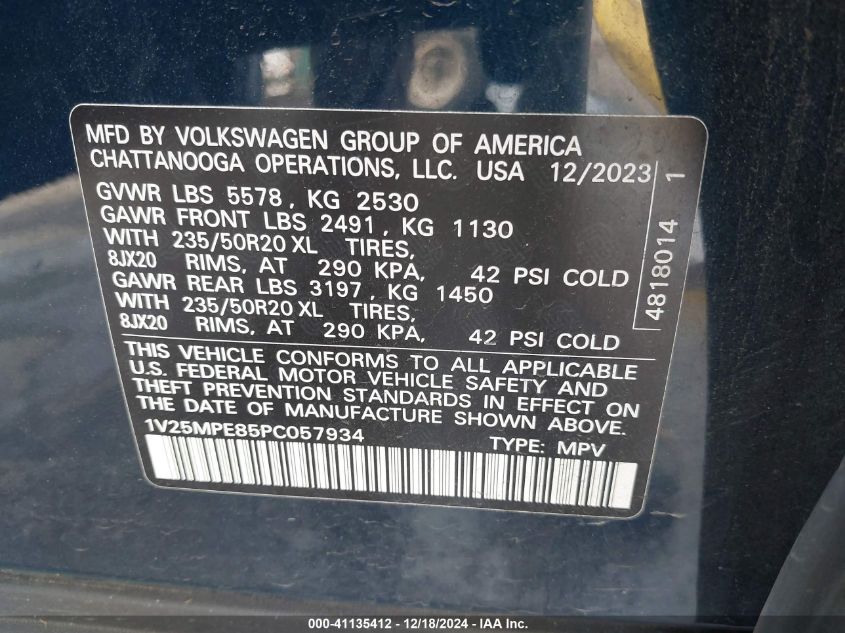 MFD BY VOLKSWAGEN GROUP OF AMERICA
CHATTANOOGA OPERATIONS, LLC. USA 12/2023
GVWR LBS 5578, KG 2530
GAWR FRONT LBS 2491, KG 1130
WITH 235/50R20 XL TIRES,
8JX20 RIMS, AT 290 KPA, 42 PSI COLD
GAWR REAR LBS 3197, KG 1450
WITH 235/50R20 XL TIRES,
8JX20 RIMS, AT 290 KPA, 42 PSI COLD
4818014 1
THIS VEHICLE CONFORMS TO ALL APPLICABLE
U.S. FEDERAL MOTOR VEHICLE SAFETY AND
THEFT PREVENTION STANDARDS IN EFFECT ON
THE DATE OF MANUFACTURE SHOWN ABOVE.
1V25MPE85PC057934 TYPE: MPV
000-41135412 - 12/18/2024 - IAA Inc.